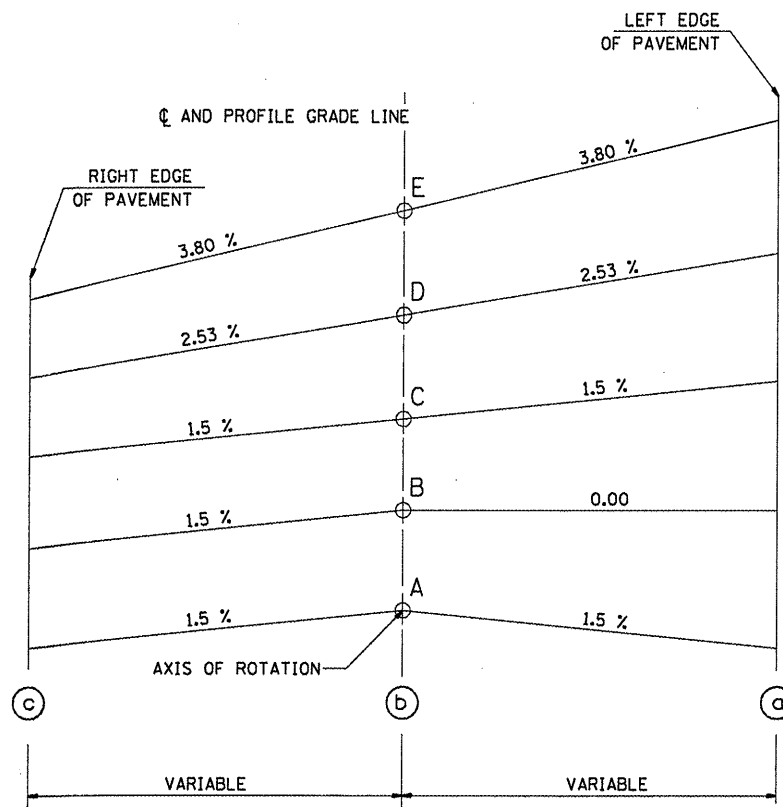 LEFT EDGE
OF PAVEMENT
℄ AND PROFILE GRADE LINE
RIGHT EDGE
OF PAVEMENT
3.80 %
E
3.80 %
2.53 %
D
2.53 %
1.5 %
C
1.5 %
1.5 %
B
0.00
1.5 %
A
1.5 %
AXIS OF ROTATION
c
b
a
VARIABLE
VARIABLE